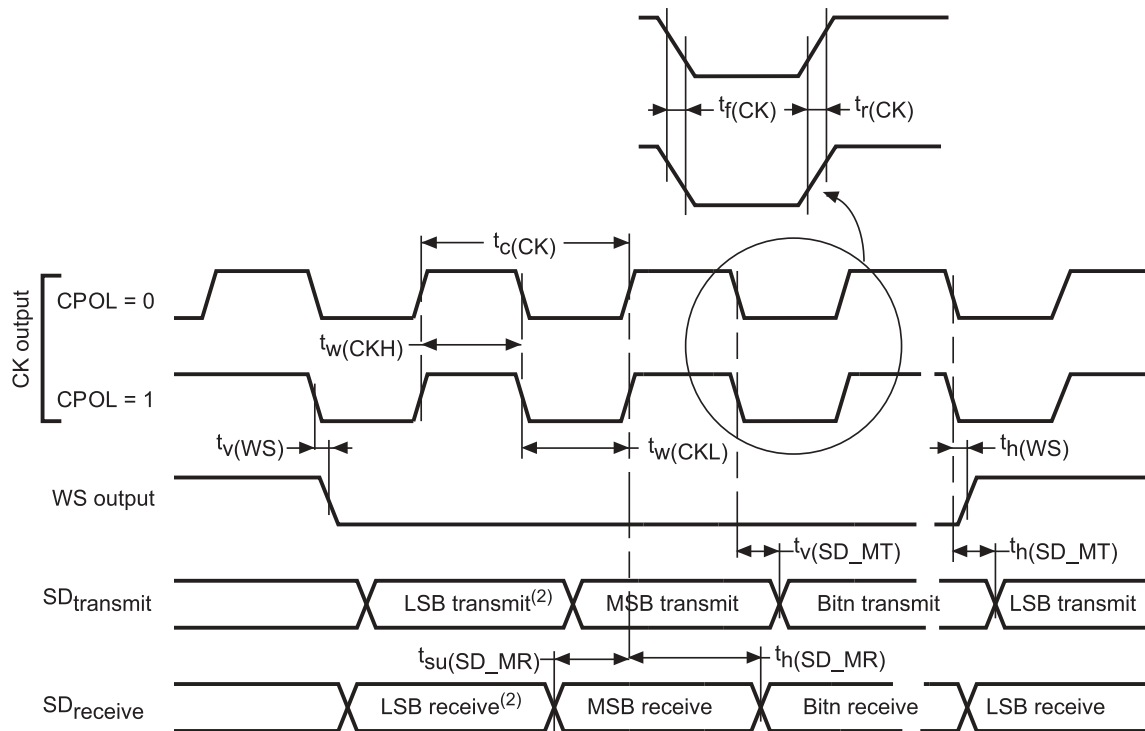 tf(CK)
tr(CK)
tc(CK)
CK output
CPOL = 0
tw(CKH)
CPOL = 1
tv(WS)
tw(CKL)
th(WS)
WS output
tv(SD_MT)
th(SD_MT)
SDtransmit
LSB transmit(2)
MSB transmit
Bitn transmit
LSB transmit
tsu(SD_MR)
th(SD_MR)
SDreceive
LSB receive(2)
MSB receive
Bitn receive
LSB receive